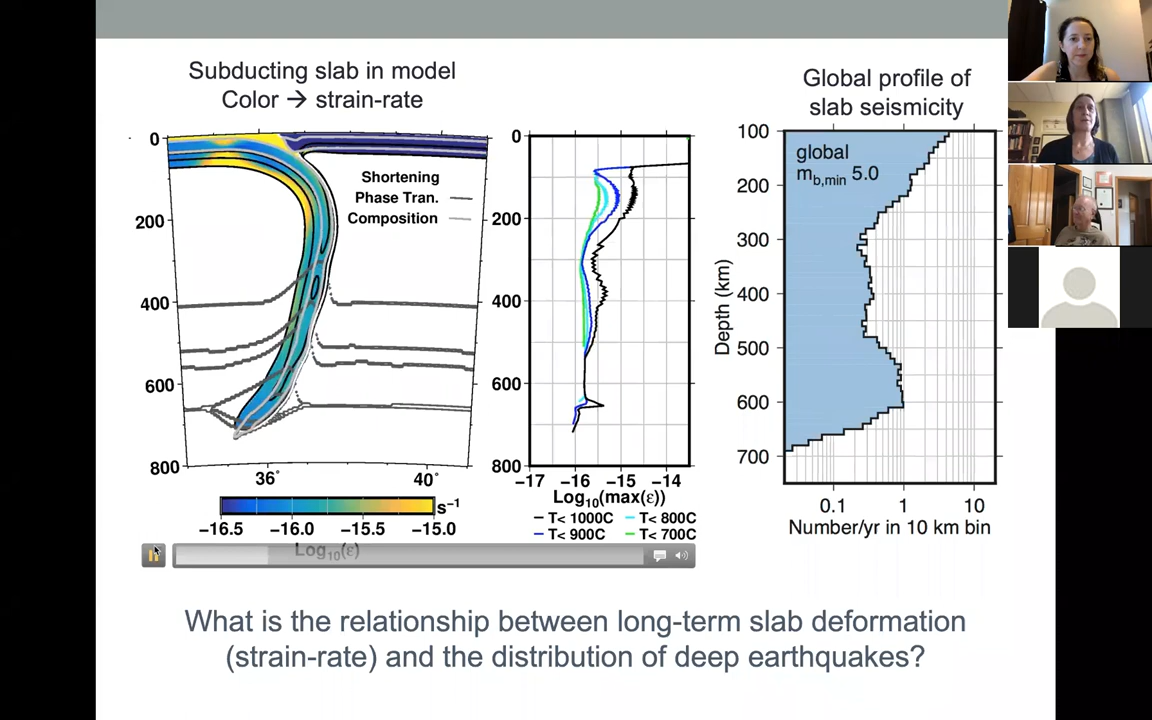 Subducting slab in model
Color → strain-rate
0
200
400
600
800
36°
40°
Shortening
Phase Tran.
Composition
s⁻¹
−16.5 −16.0 −15.5 −15.0
Log₁₀(ε̇)
0
200
400
600
800
−17 −16 −15 −14
Log₁₀(max(ε̇))
T< 1000C T< 800C
T< 900C T< 700C
Global profile of
slab seismicity
global
m_b,min 5.0
Depth (km)
100
200
300
400
500
600
700
0.1 1 10
Number/yr in 10 km bin
What is the relationship between long-term slab deformation
(strain-rate) and the distribution of deep earthquakes?